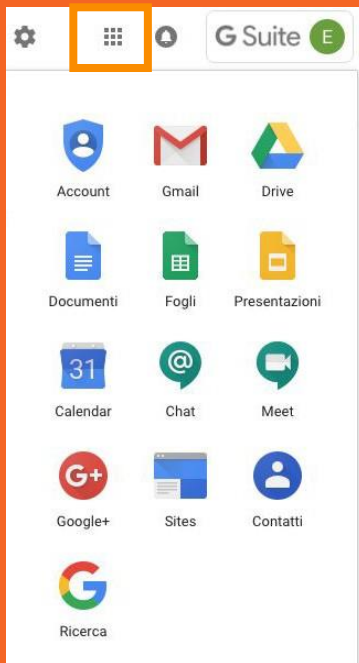 G Suite E
Account Gmail Drive
Documenti Fogli Presentazioni
31
Calendar Chat Meet
G+
Google+ Sites Contatti
G
Ricerca